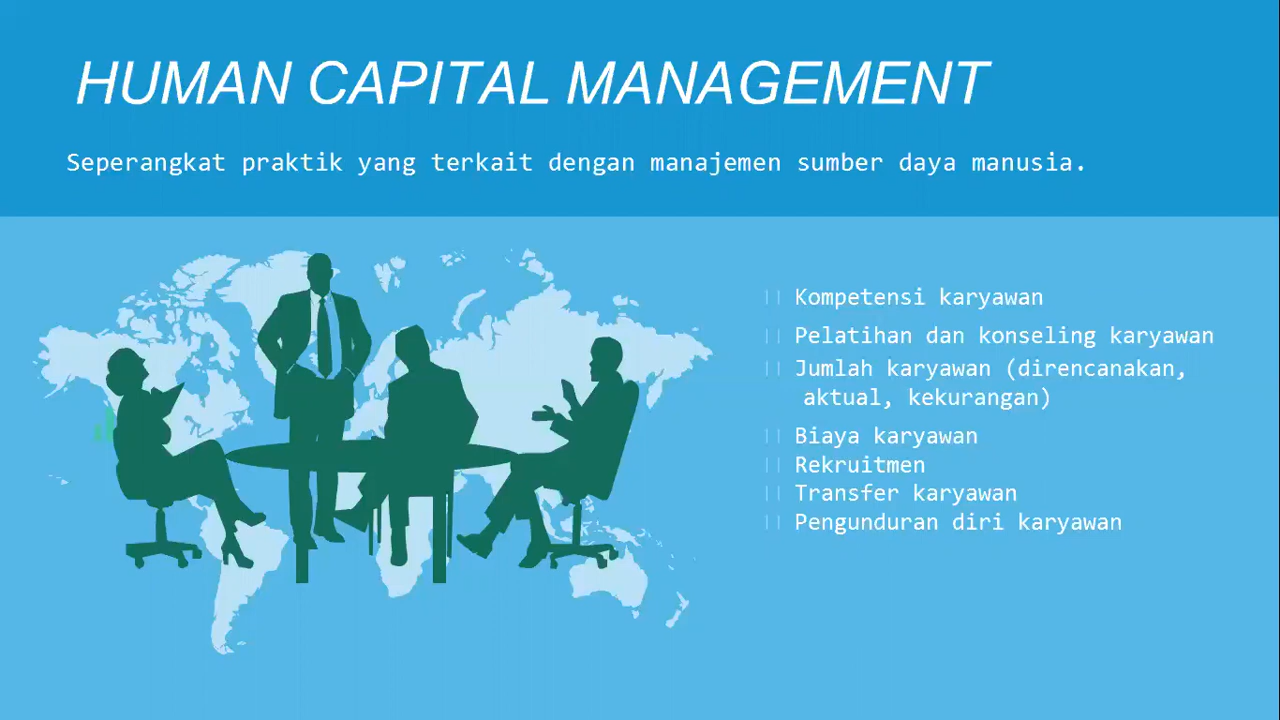 HUMAN CAPITAL MANAGEMENT
Seperangkat praktik yang terkait dengan manajemen sumber daya manusia.
Kompetensi karyawan
Pelatihan dan konseling karyawan
Jumlah karyawan (direncanakan,
aktual, kekurangan)
Biaya karyawan
Rekruitmen
Transfer karyawan
Pengunduran diri karyawan